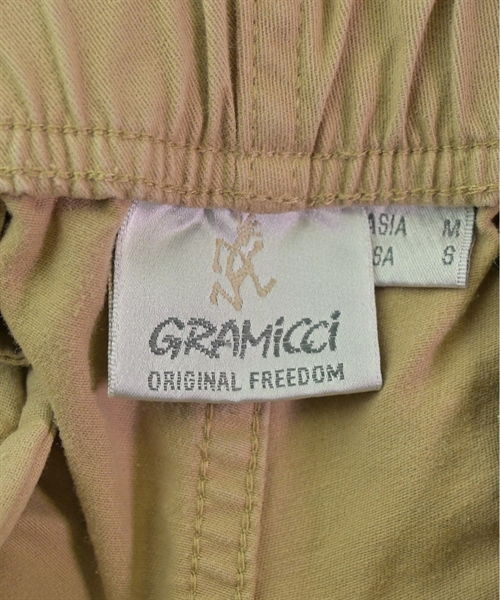 GRAMiCCi
ORIGINAL FREEDOM
ASIA M
SA S